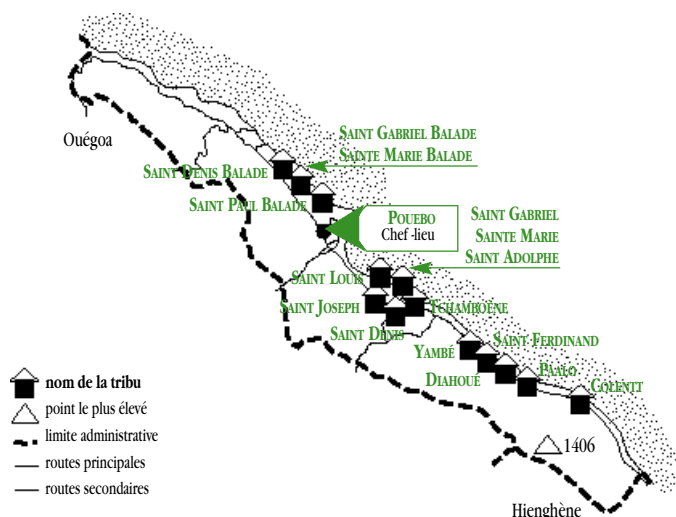 Ouégoa
SAINT GABRIEL BALADE
SAINTE MARIE BALADE
SAINT DENIS BALADE
SAINT PAUL BALADE
POUEBO
Chef -lieu
SAINT GABRIEL
SAINTE MARIE
SAINT ADOLPHE
SAINT LOUIS
SAINT JOSEPH
TCHAMBOÈNE
SAINT DENIS
SAINT FERDINAND
YAMBÉ
PAALO
DIAHOUÉ
COLENTT
nom de la tribu
point le plus élevé
1406
limite administrative
routes principales
routes secondaires
Hienghène